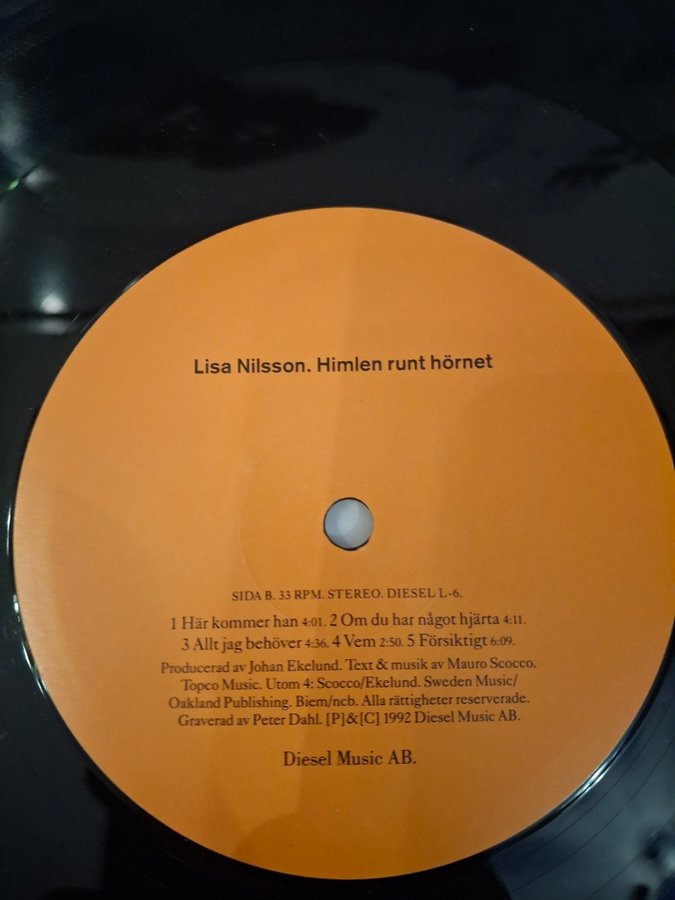 Lisa Nilsson. Himlen runt hörnet
SIDA B. 33 RPM. STEREO. DIESEL L-6.
1 Här kommer han 4:01. 2 Om du har något hjärta 4:11.
3 Allt jag behöver 4:36. 4 Vem 2:50. 5 Försiktigt 6:09.
Producerad av Johan Ekelund. Text & musik av Mauro Scocco.
Topco Music. Utom 4: Scocco/Ekelund. Sweden Music/
Oakland Publishing. Biem/ncb. Alla rättigheter reserverade.
Graverad av Peter Dahl. [P]&[C] 1992 Diesel Music AB.
Diesel Music AB.